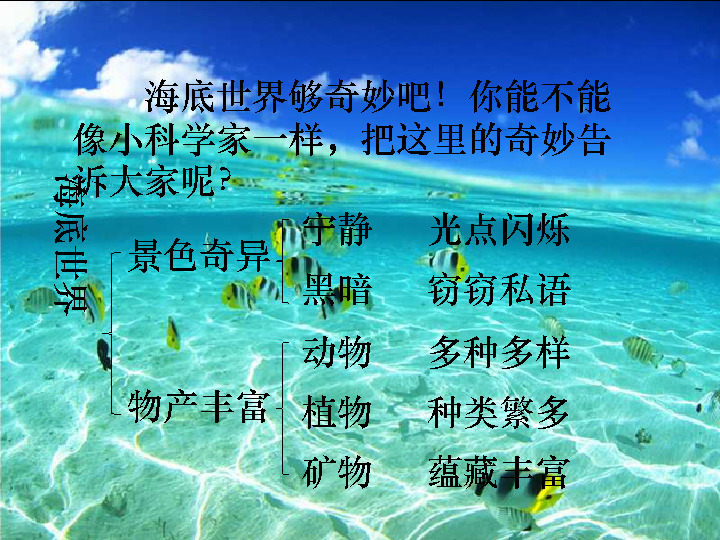 海底世界够奇妙吧！你能不能
像小科学家一样，把这里的奇妙告
诉大家呢？
海底世界
景色奇异
宁静 光点闪烁
黑暗 窃窃私语
物产丰富
动物 多种多样
植物 种类繁多
矿物 蕴藏丰富